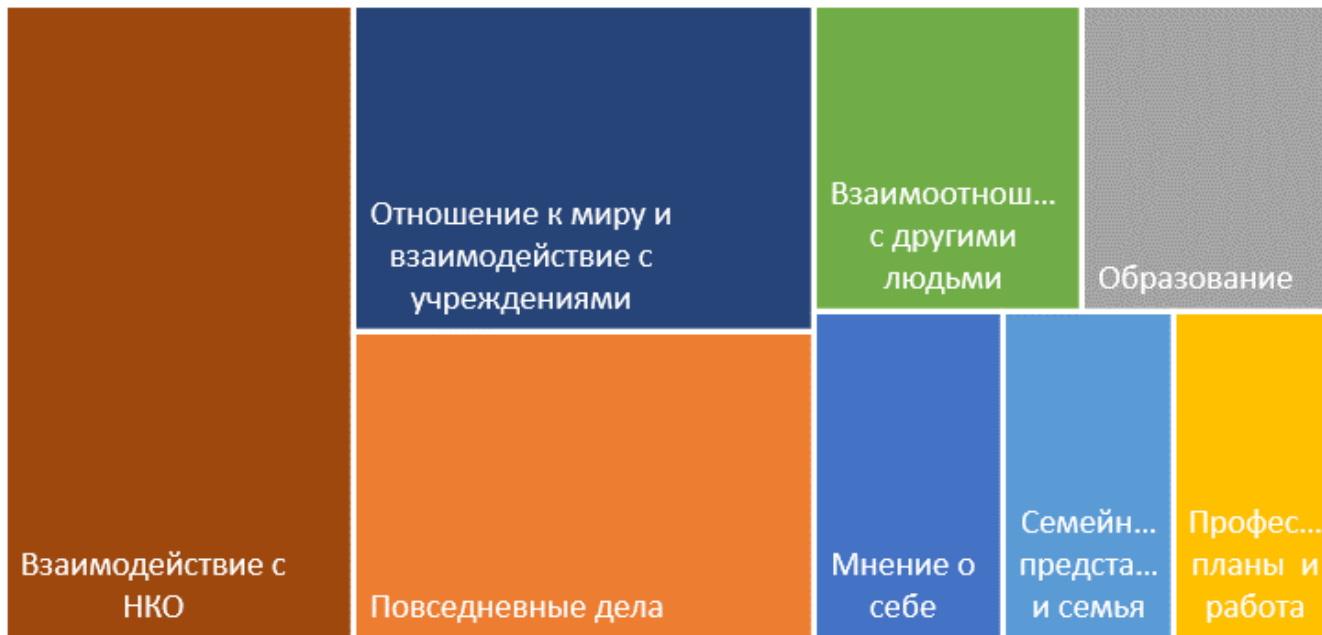 Взаимодействие с
НКО
Отношение к миру и
взаимодействие с
учреждениями
Повседневные дела
Взаимоотнош...
с другими
людьми
Образование
Мнение о
себе
Семейн...
предста...
и семья
Профес...
планы и
работа